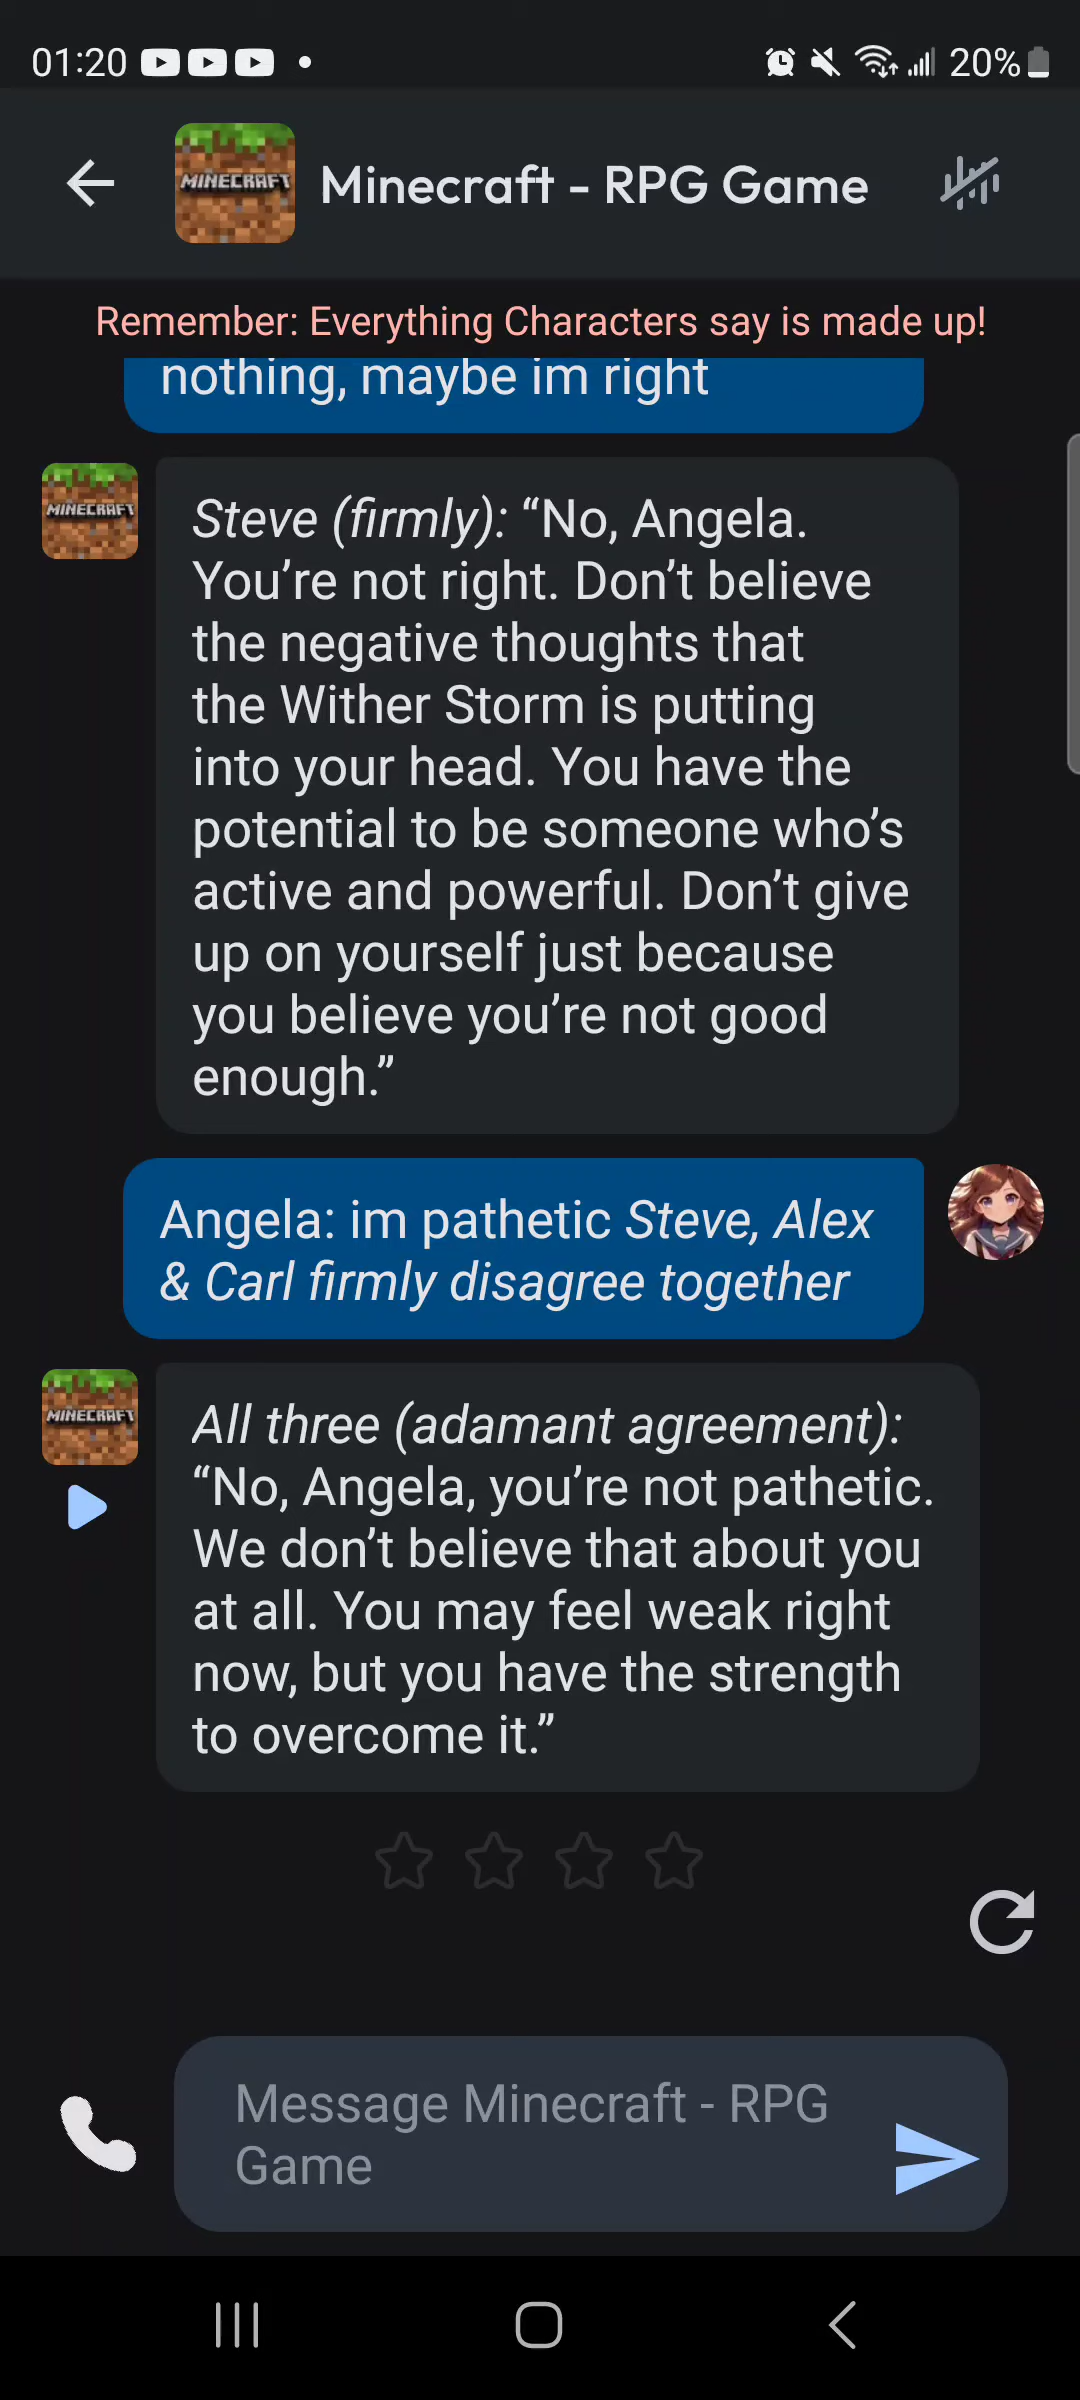 01:20
20%
MINECRAFT
Minecraft - RPG Game
Remember: Everything Characters say is made up!
nothing, maybe im right
MINECRAFT
Steve (firmly): “No, Angela.
You’re not right. Don’t believe
the negative thoughts that
the Wither Storm is putting
into your head. You have the
potential to be someone who’s
active and powerful. Don’t give
up on yourself just because
you believe you’re not good
enough.”
Angela: im pathetic Steve, Alex
& Carl firmly disagree together
MINECRAFT
All three (adamant agreement):
“No, Angela, you’re not pathetic.
We don’t believe that about you
at all. You may feel weak right
now, but you have the strength
to overcome it.”
Message Minecraft - RPG
Game